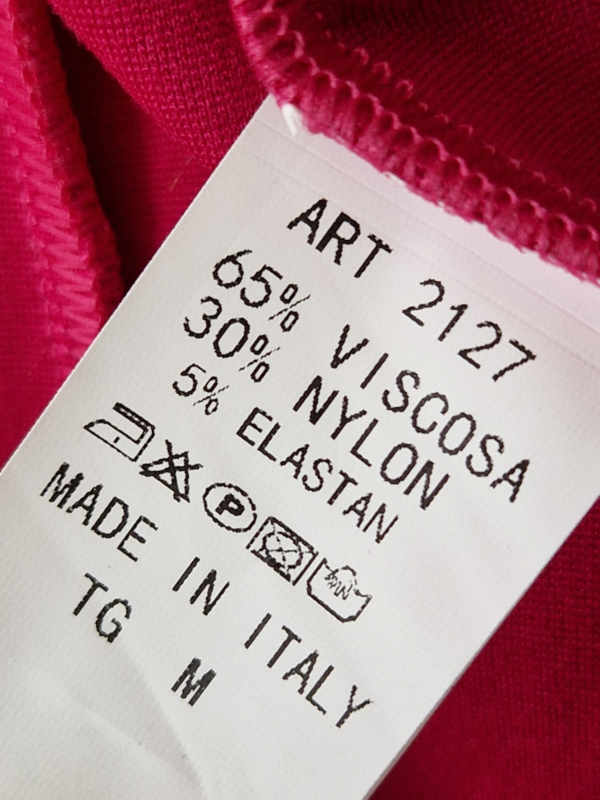 ART 2127
65% VISCOSA
30% NYLON
5% ELASTAN
P
MADE IN ITALY
TG M